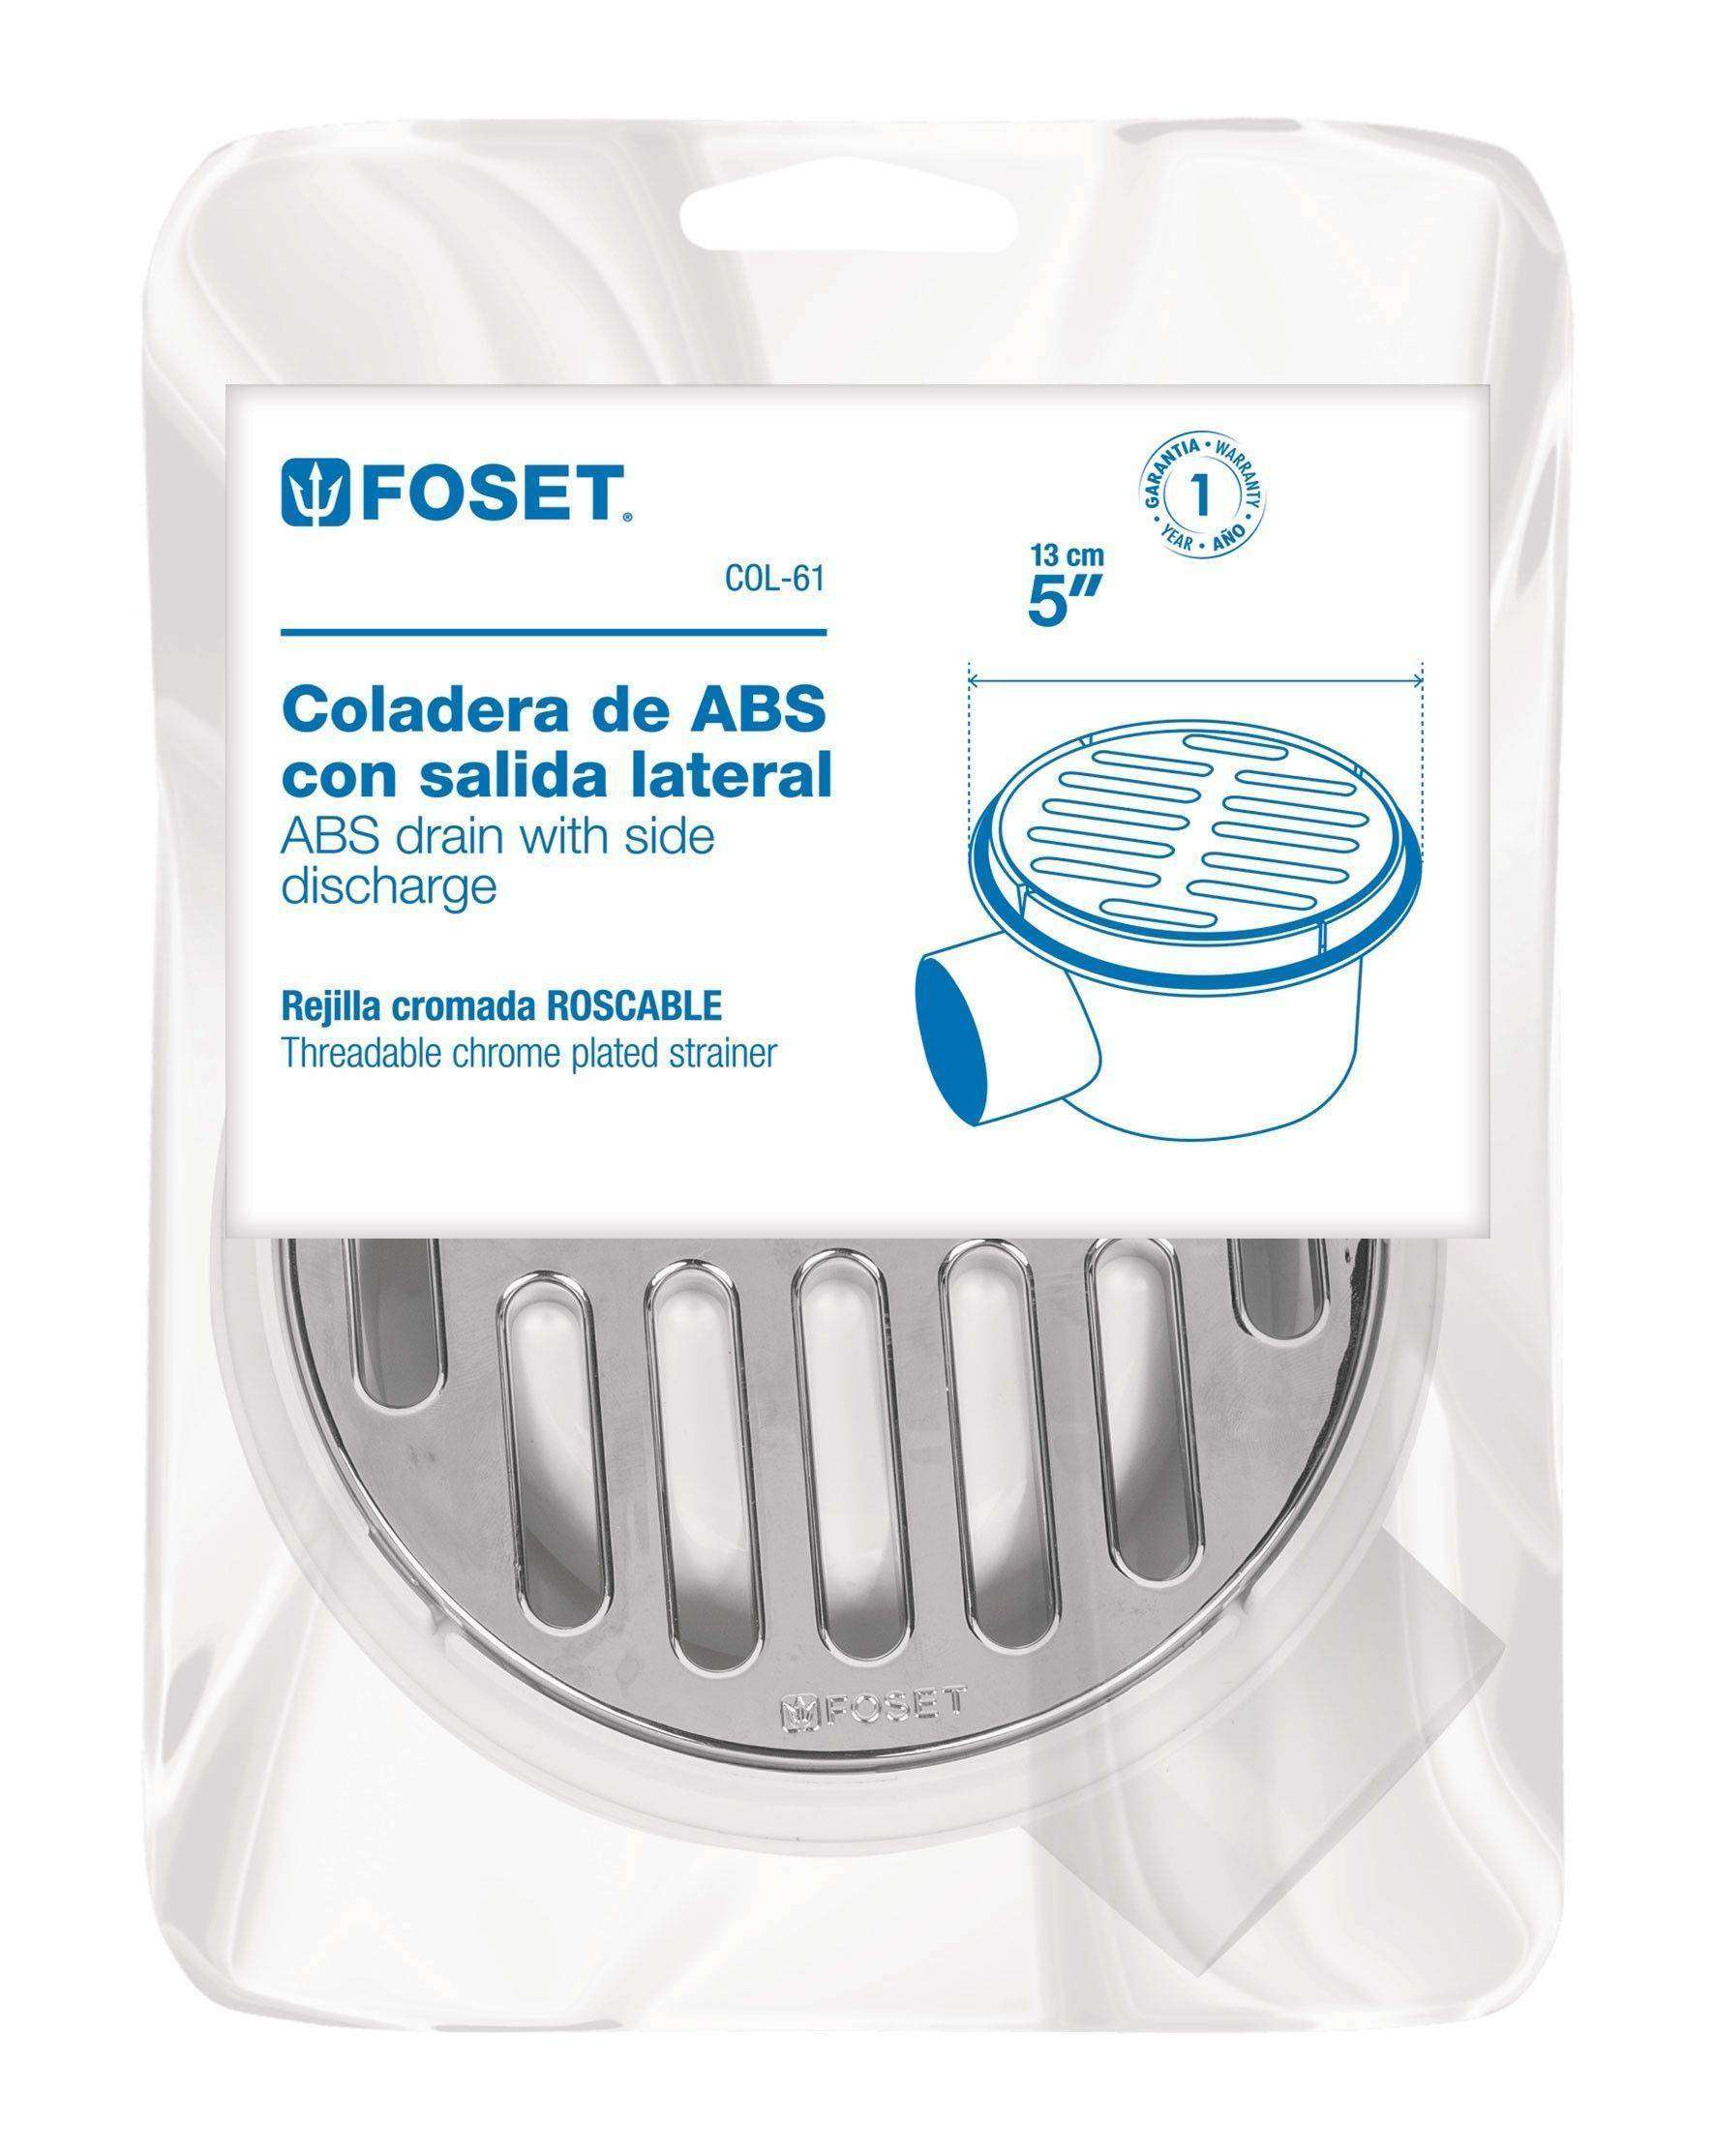 FOSET®
COL-61
Coladera de ABS
con salida lateral
ABS drain with side
discharge
Rejilla cromada ROSCABLE
Threadable chrome plated strainer
GARANTIA • WARRANTY •
1
YEAR • AÑO •
13 cm
5"
FOSET